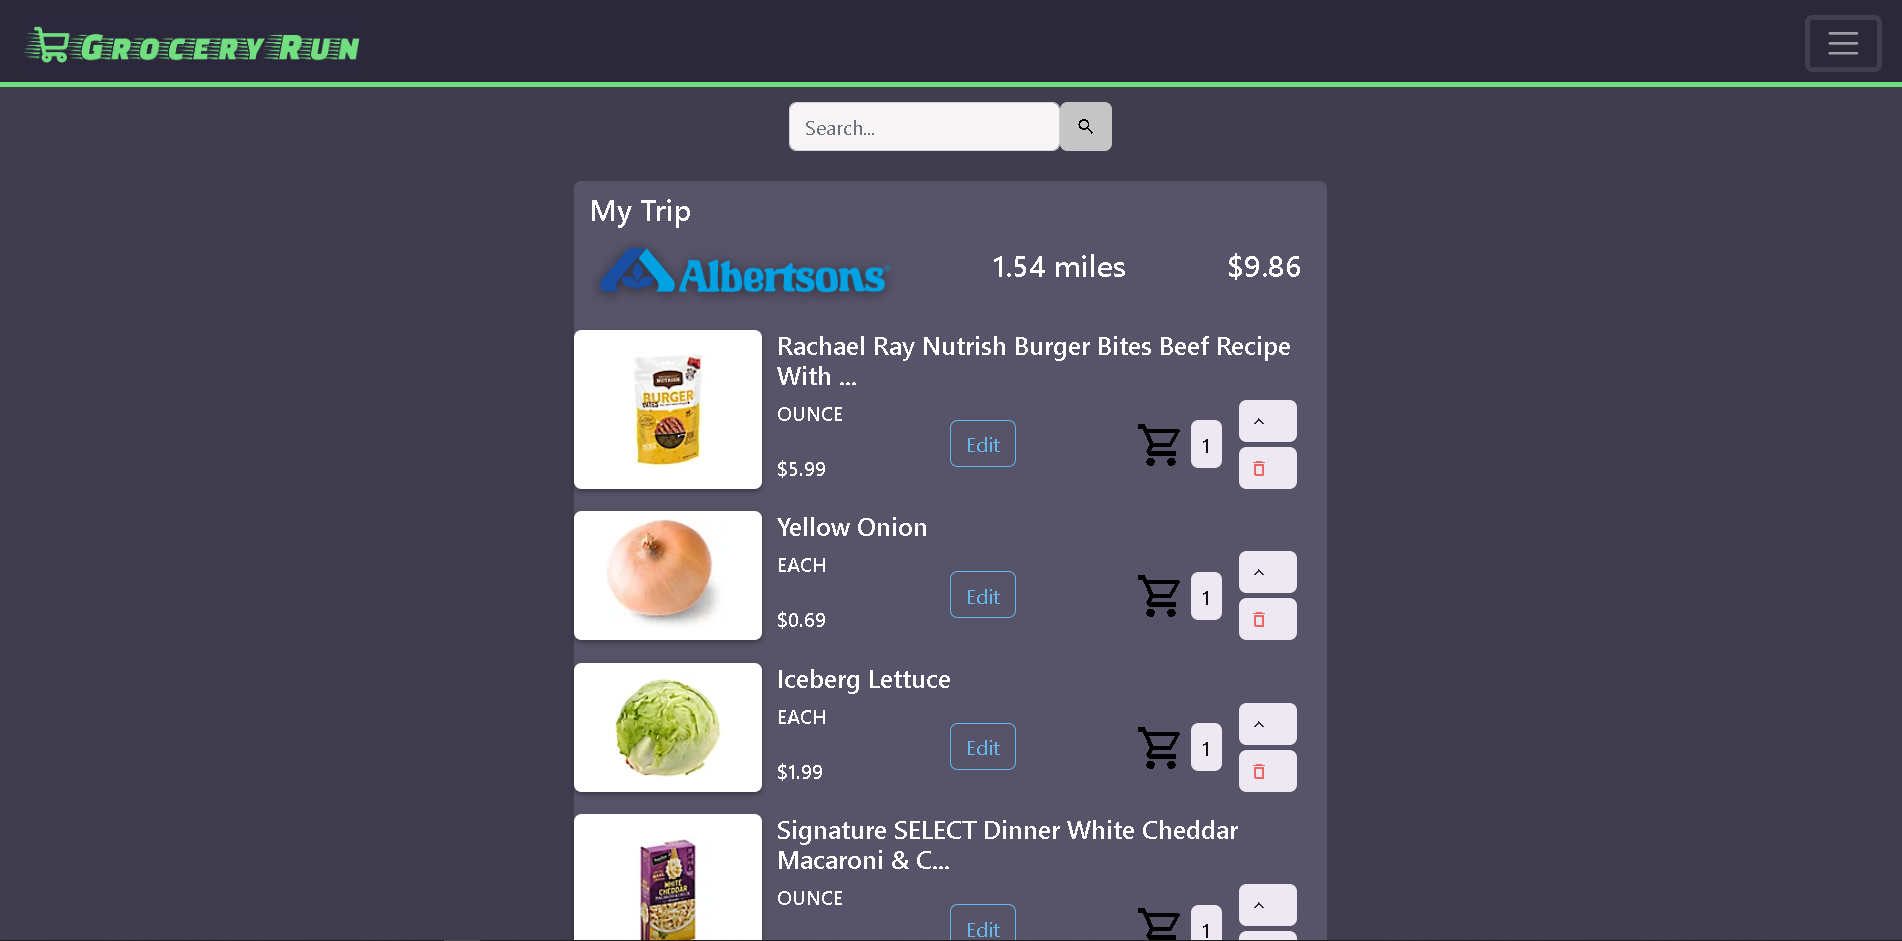 Grocery Run
Search...
My Trip
Albertsons
1.54 miles
$9.86
Rachael Ray Nutrish Burger Bites Beef Recipe
With ...
OUNCE
$5.99
Edit
1
NUTRISH
BURGER
BITES
Yellow Onion
EACH
$0.69
Edit
1
Iceberg Lettuce
EACH
$1.99
Edit
1
Signature SELECT Dinner White Cheddar
Macaroni & C...
OUNCE
Edit
1
WHITE
CHEDDAR